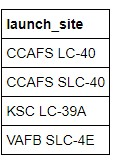 launch_site
CCAFS LC-40
CCAFS SLC-40
KSC LC-39A
VAFB SLC-4E